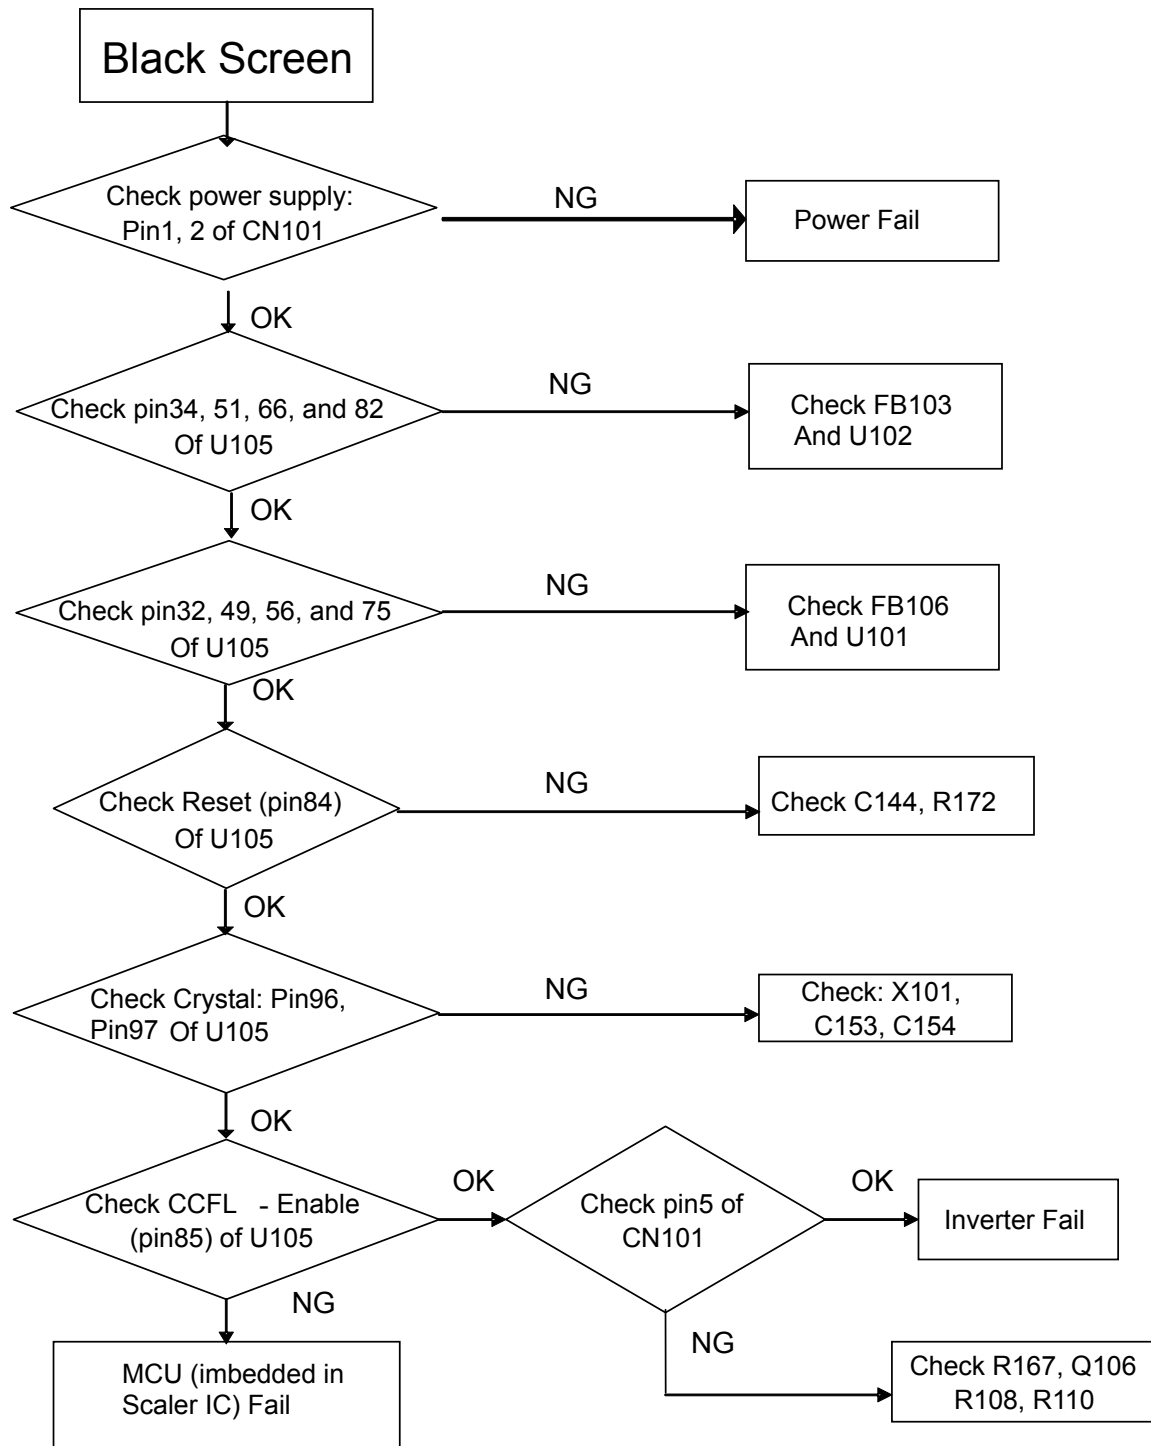 Black Screen
Check power supply:
Pin1, 2 of CN101
NG
Power Fail
OK
Check pin34, 51, 66, and 82
Of U105
NG
Check FB103
And U102
OK
Check pin32, 49, 56, and 75
Of U105
NG
Check FB106
And U101
OK
Check Reset (pin84)
Of U105
NG
Check C144, R172
OK
Check Crystal: Pin96,
Pin97 Of U105
NG
Check: X101,
C153, C154
OK
Check CCFL - Enable
(pin85) of U105
OK
Check pin5 of
CN101
OK
Inverter Fail
NG
MCU (imbedded in
Scaler IC) Fail
NG
Check R167, Q106
R108, R110